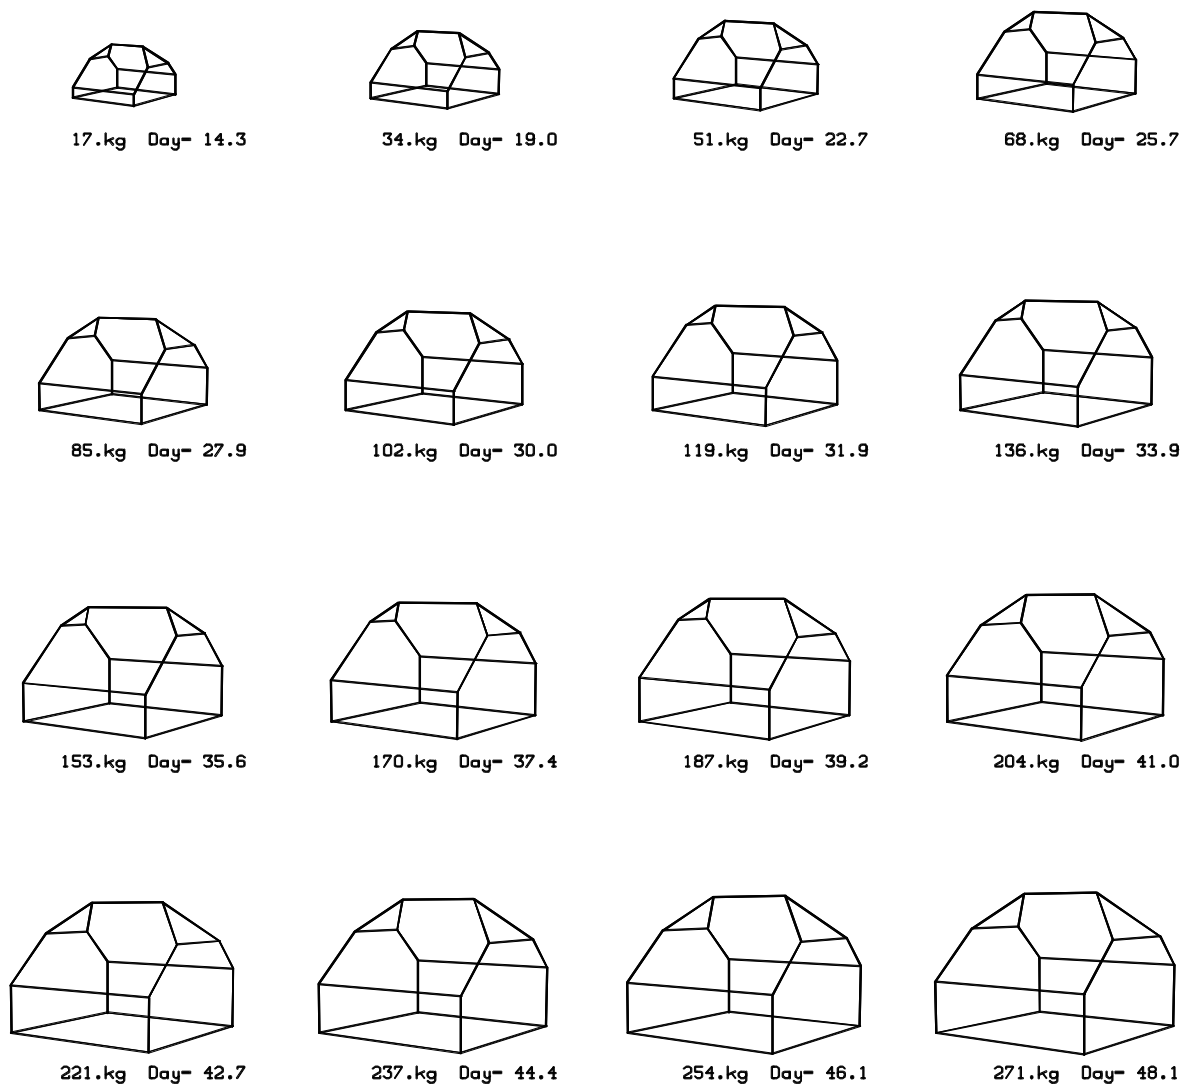 17.kg Day- 14.3
34.kg Day- 19.0
51.kg Day- 22.7
68.kg Day- 25.7
85.kg Day- 27.9
102.kg Day- 30.0
119.kg Day- 31.9
136.kg Day- 33.9
153.kg Day- 35.6
170.kg Day- 37.4
187.kg Day- 39.2
204.kg Day- 41.0
221.kg Day- 42.7
237.kg Day- 44.4
254.kg Day- 46.1
271.kg Day- 48.1